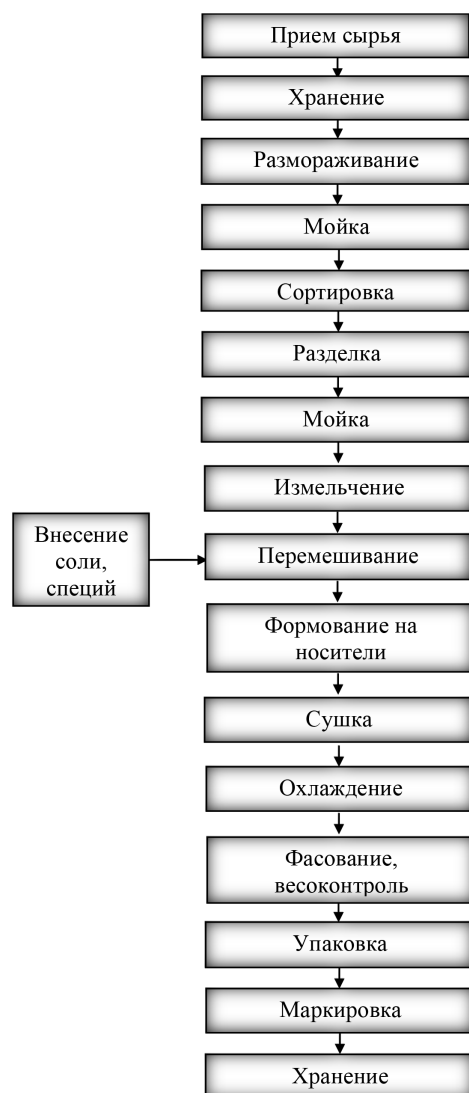 Прием сырья
Хранение
Размораживание
Мойка
Сортировка
Разделка
Мойка
Измельчение
Внесение
соли,
специй
Перемешивание
Формование на
носители
Сушка
Охлаждение
Фасование,
весоконтроль
Упаковка
Маркировка
Хранение